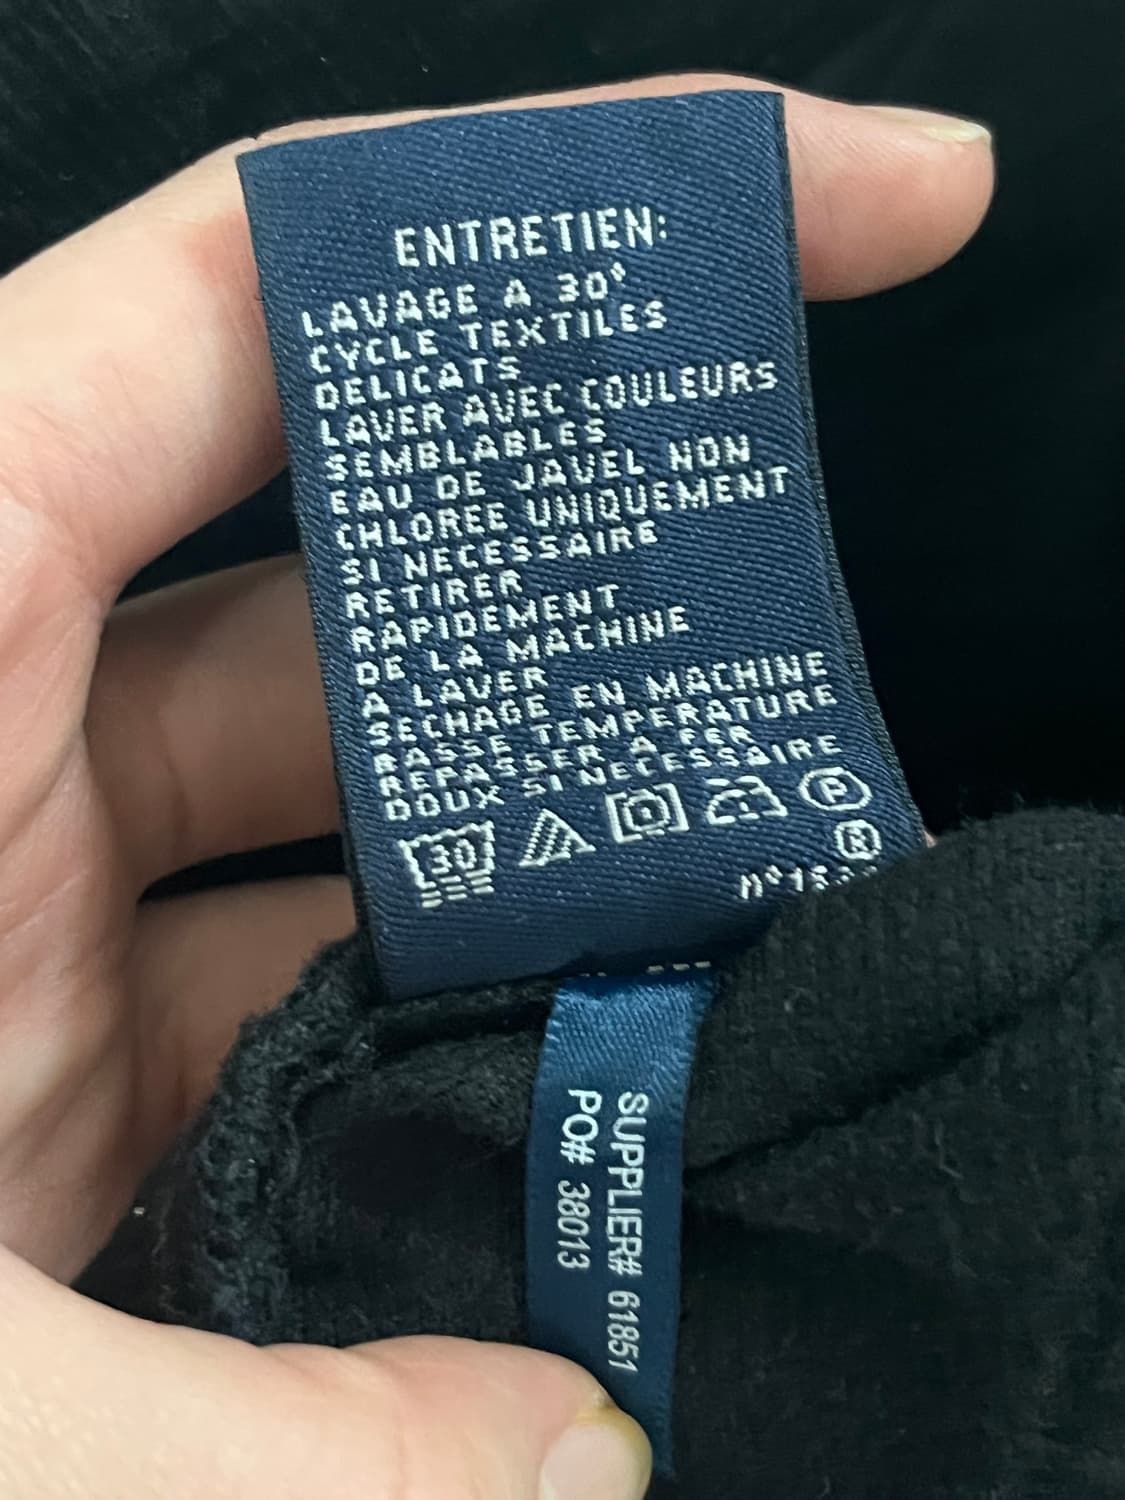 ENTRETIEN:
LAVAGE A 30°
CYCLE TEXTILES
DELICATS
LAVER AVEC COULEURS
SEMBLABLES
EAU DE JAVEL NON
CHLOREE UNIQUEMENT
SI NECESSAIRE
RETIRER
RAPIDEMENT
DE LA MACHINE
A LAVER
SECHAGE EN MACHINE
BASSE TEMPERATURE
REPASSER A FER
DOUX SI NECESSAIRE
30
P
R
SUPPLIER# 61851
PO# 38013